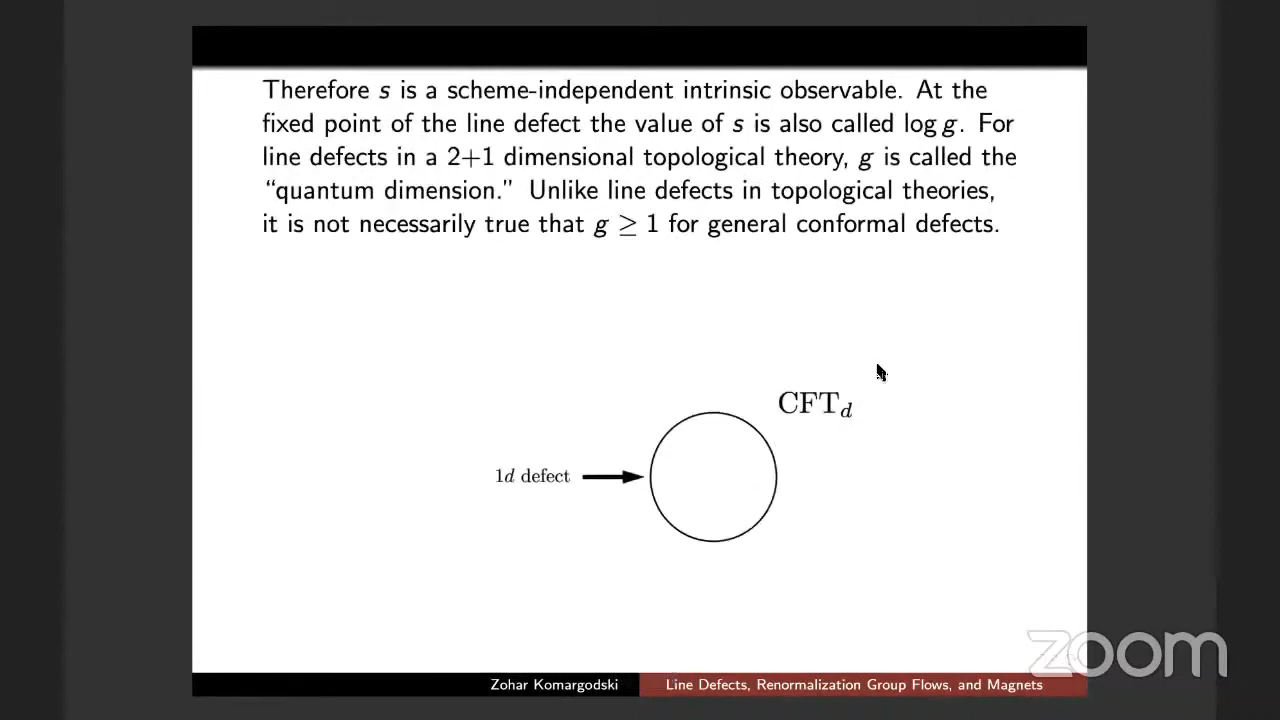 Therefore s is a scheme-independent intrinsic observable. At the
fixed point of the line defect the value of s is also called log g. For
line defects in a 2+1 dimensional topological theory, g is called the
“quantum dimension.” Unlike line defects in topological theories,
it is not necessarily true that g ≥ 1 for general conformal defects.
CFT_d
1d defect
zoom
Zohar Komargodski
Line Defects, Renormalization Group Flows, and Magnets